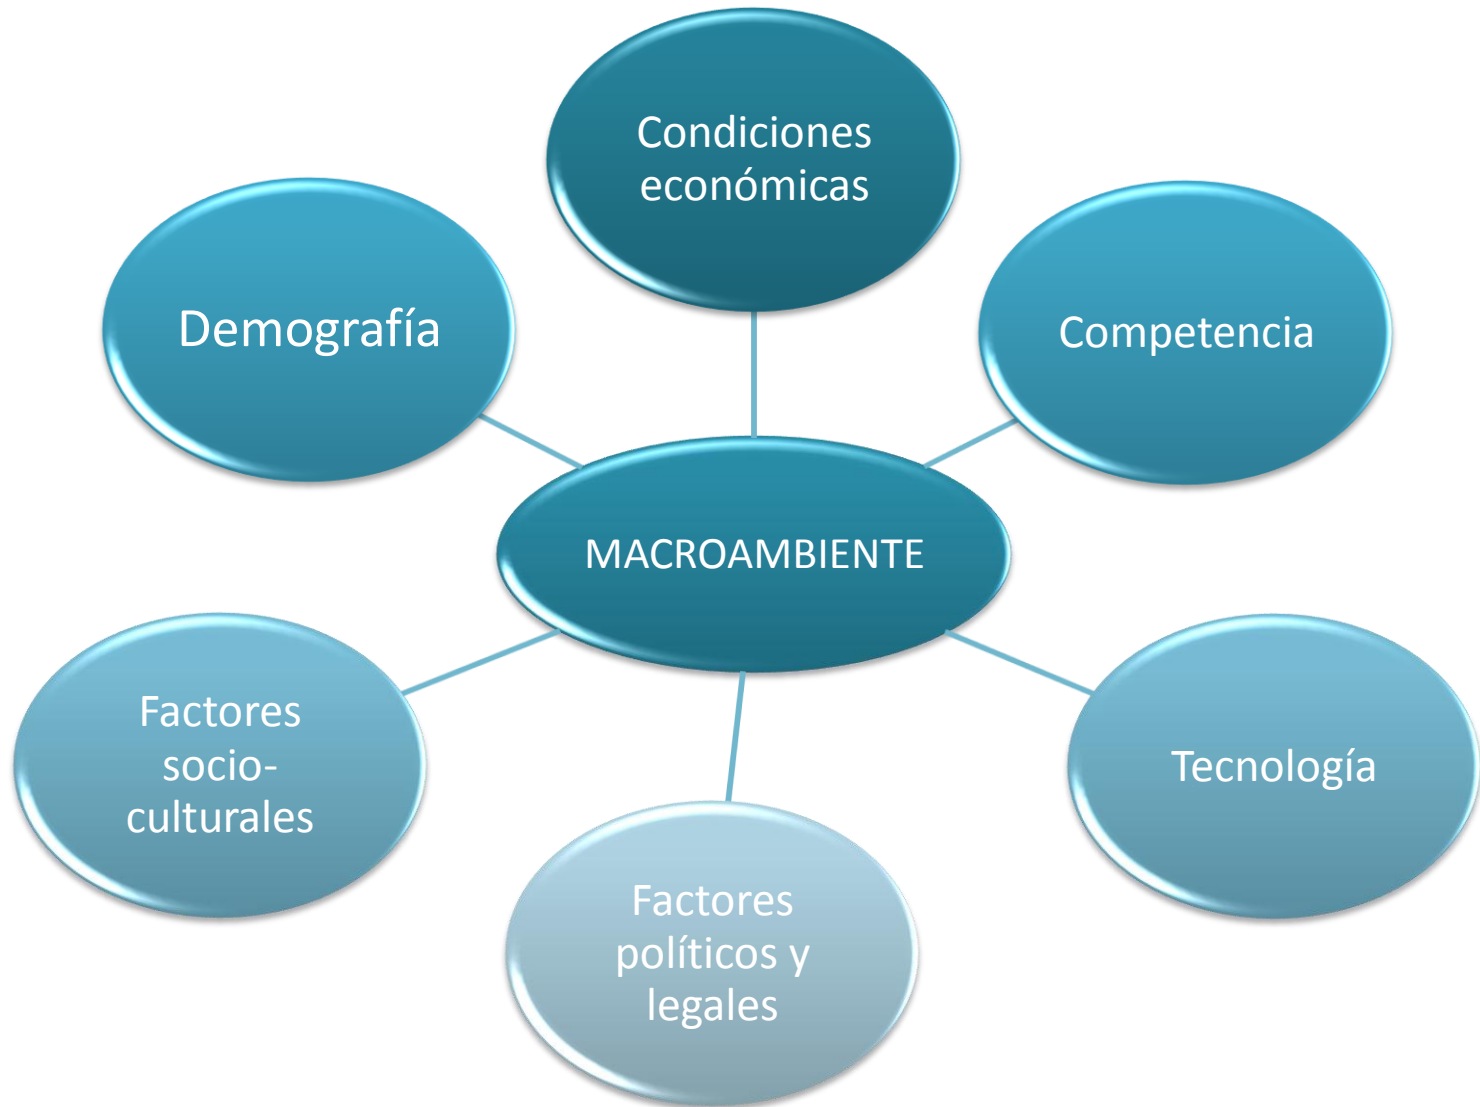 Condiciones
económicas
Demografía
Competencia
MACROAMBIENTE
Factores
socio-
culturales
Tecnología
Factores
políticos y
legales